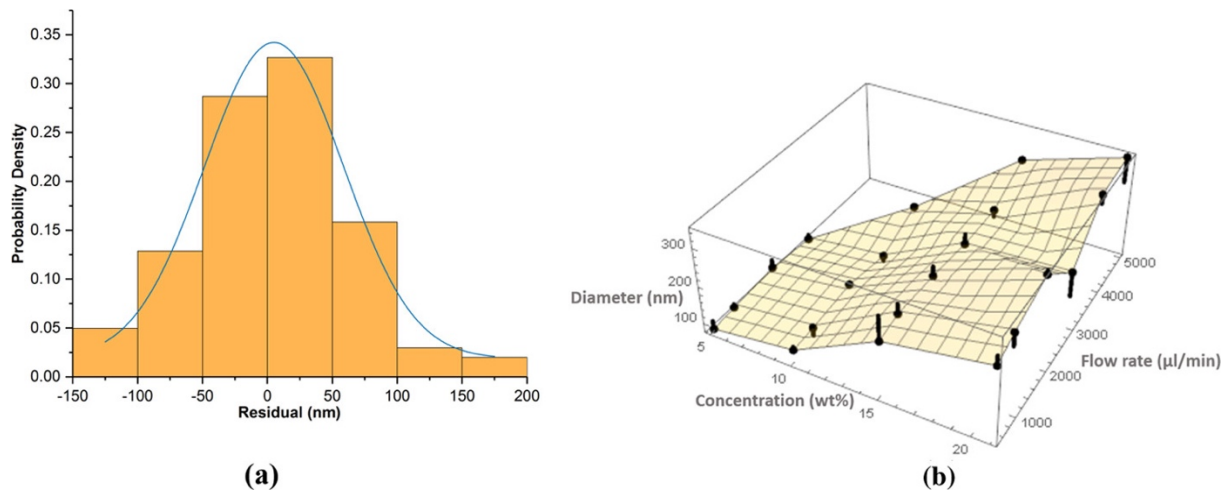 0.35
0.30
0.25
0.20
0.15
0.10
0.05
0.00
Probability Density
-150 -100 -50 0 50 100 150 200
Residual (nm)
(a)
300
200
100
Diameter (nm)
5
10
15
20
Concentration (wt%)
5000
4000
3000
2000
1000
Flow rate (µl/min)
(b)